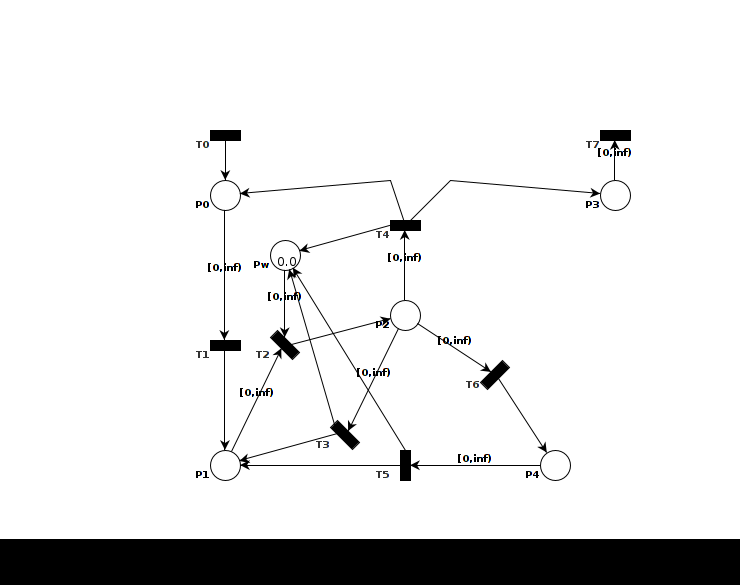 T0
T7
[0,inf)
P0
P3
T4
Pw
0.0
[0,inf)
[0,inf)
[0,inf)
P2
T1
T2
[0,inf)
[0,inf)
T6
[0,inf)
T3
[0,inf)
P1
T5
P4